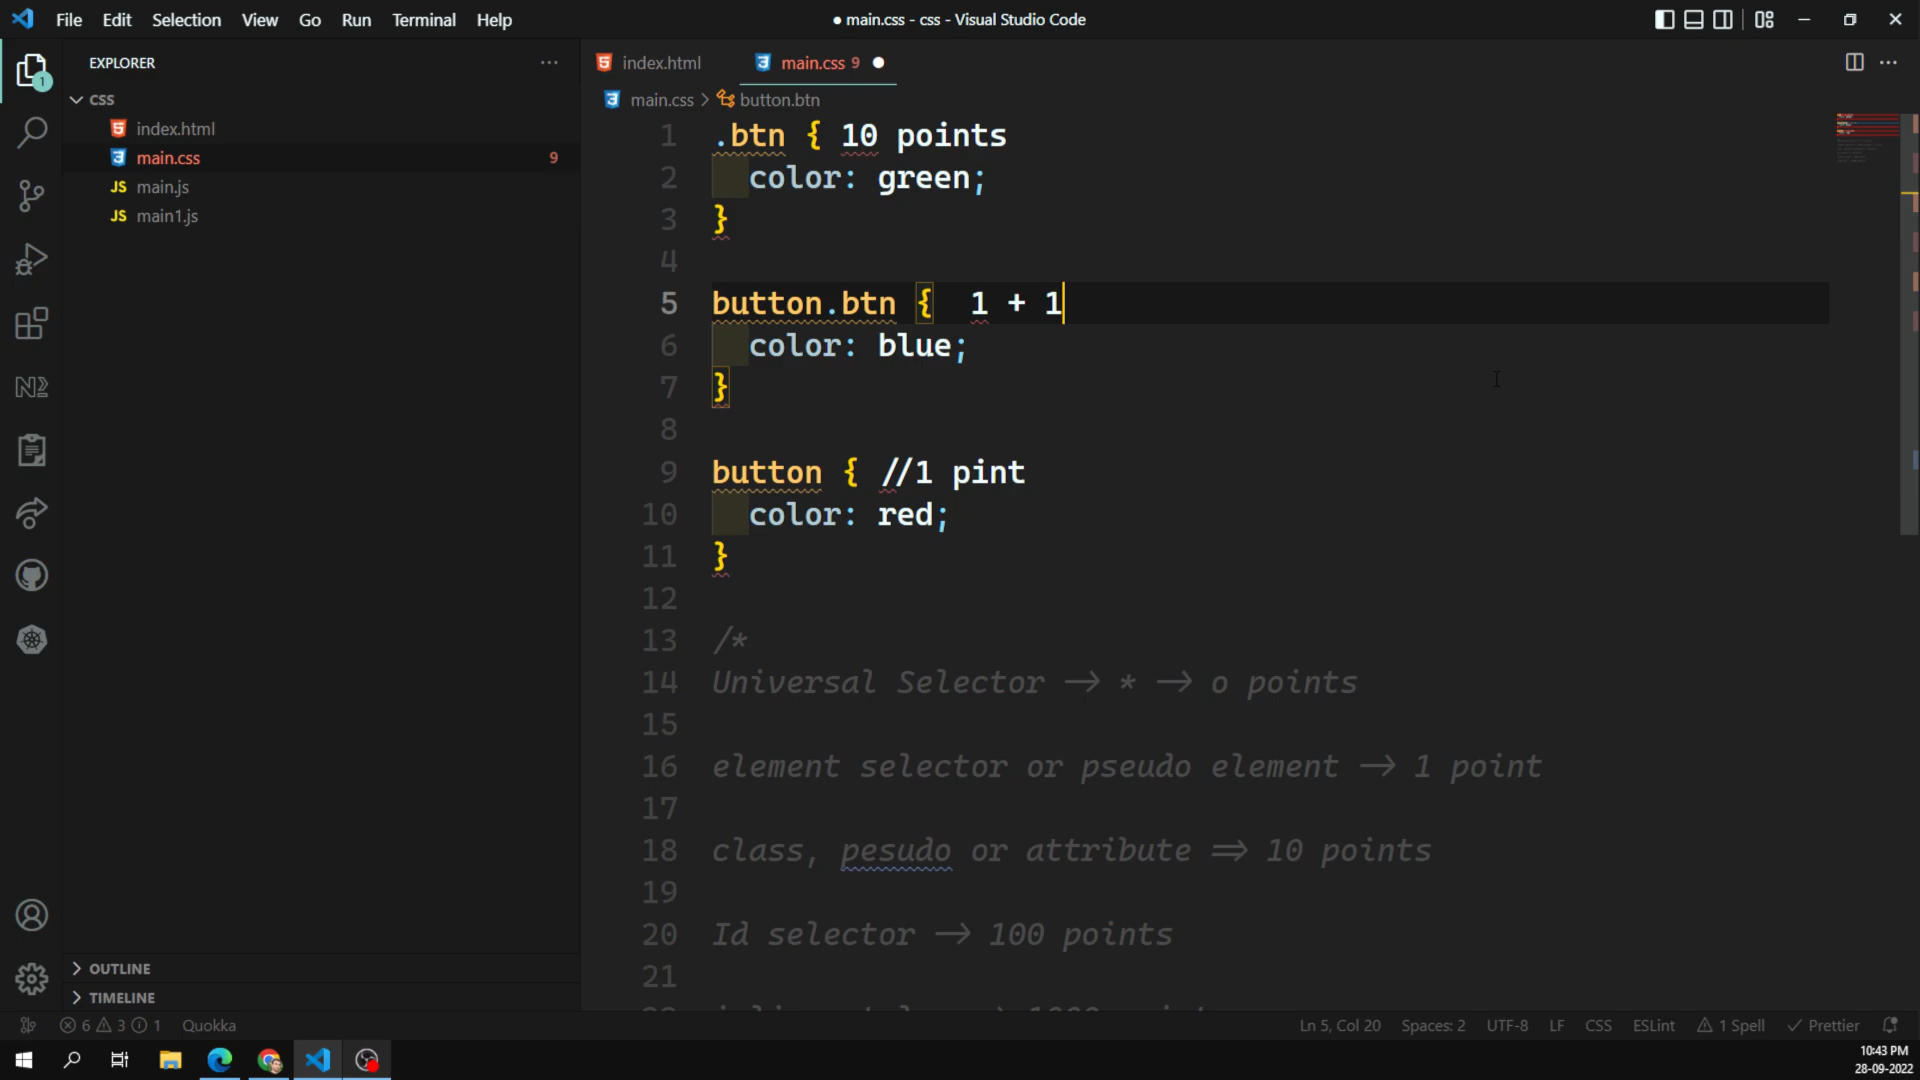 File Edit Selection View Go Run Terminal Help
● main.css - css - Visual Studio Code
EXPLORER
CSS
index.html
main.css 9
JS main.js
JS main1.js
OUTLINE
TIMELINE
index.html main.css 9
main.css > button.btn
1 .btn { 10 points
2 color: green;
3 }
4
5 button.btn { 1 + 1
6 color: blue;
7 }
8
9 button { //1 pint
10 color: red;
11 }
12
13 /*
14 Universal Selector -> * -> o points
15
16 element selector or pseudo element -> 1 point
17
18 class, pesudo or attribute => 10 points
19
20 Id selector -> 100 points
21
6 3 1 Quokka
Ln 5, Col 20 Spaces: 2 UTF-8 LF CSS ESLint 1 Spell Prettier
10:43 PM
28-09-2022